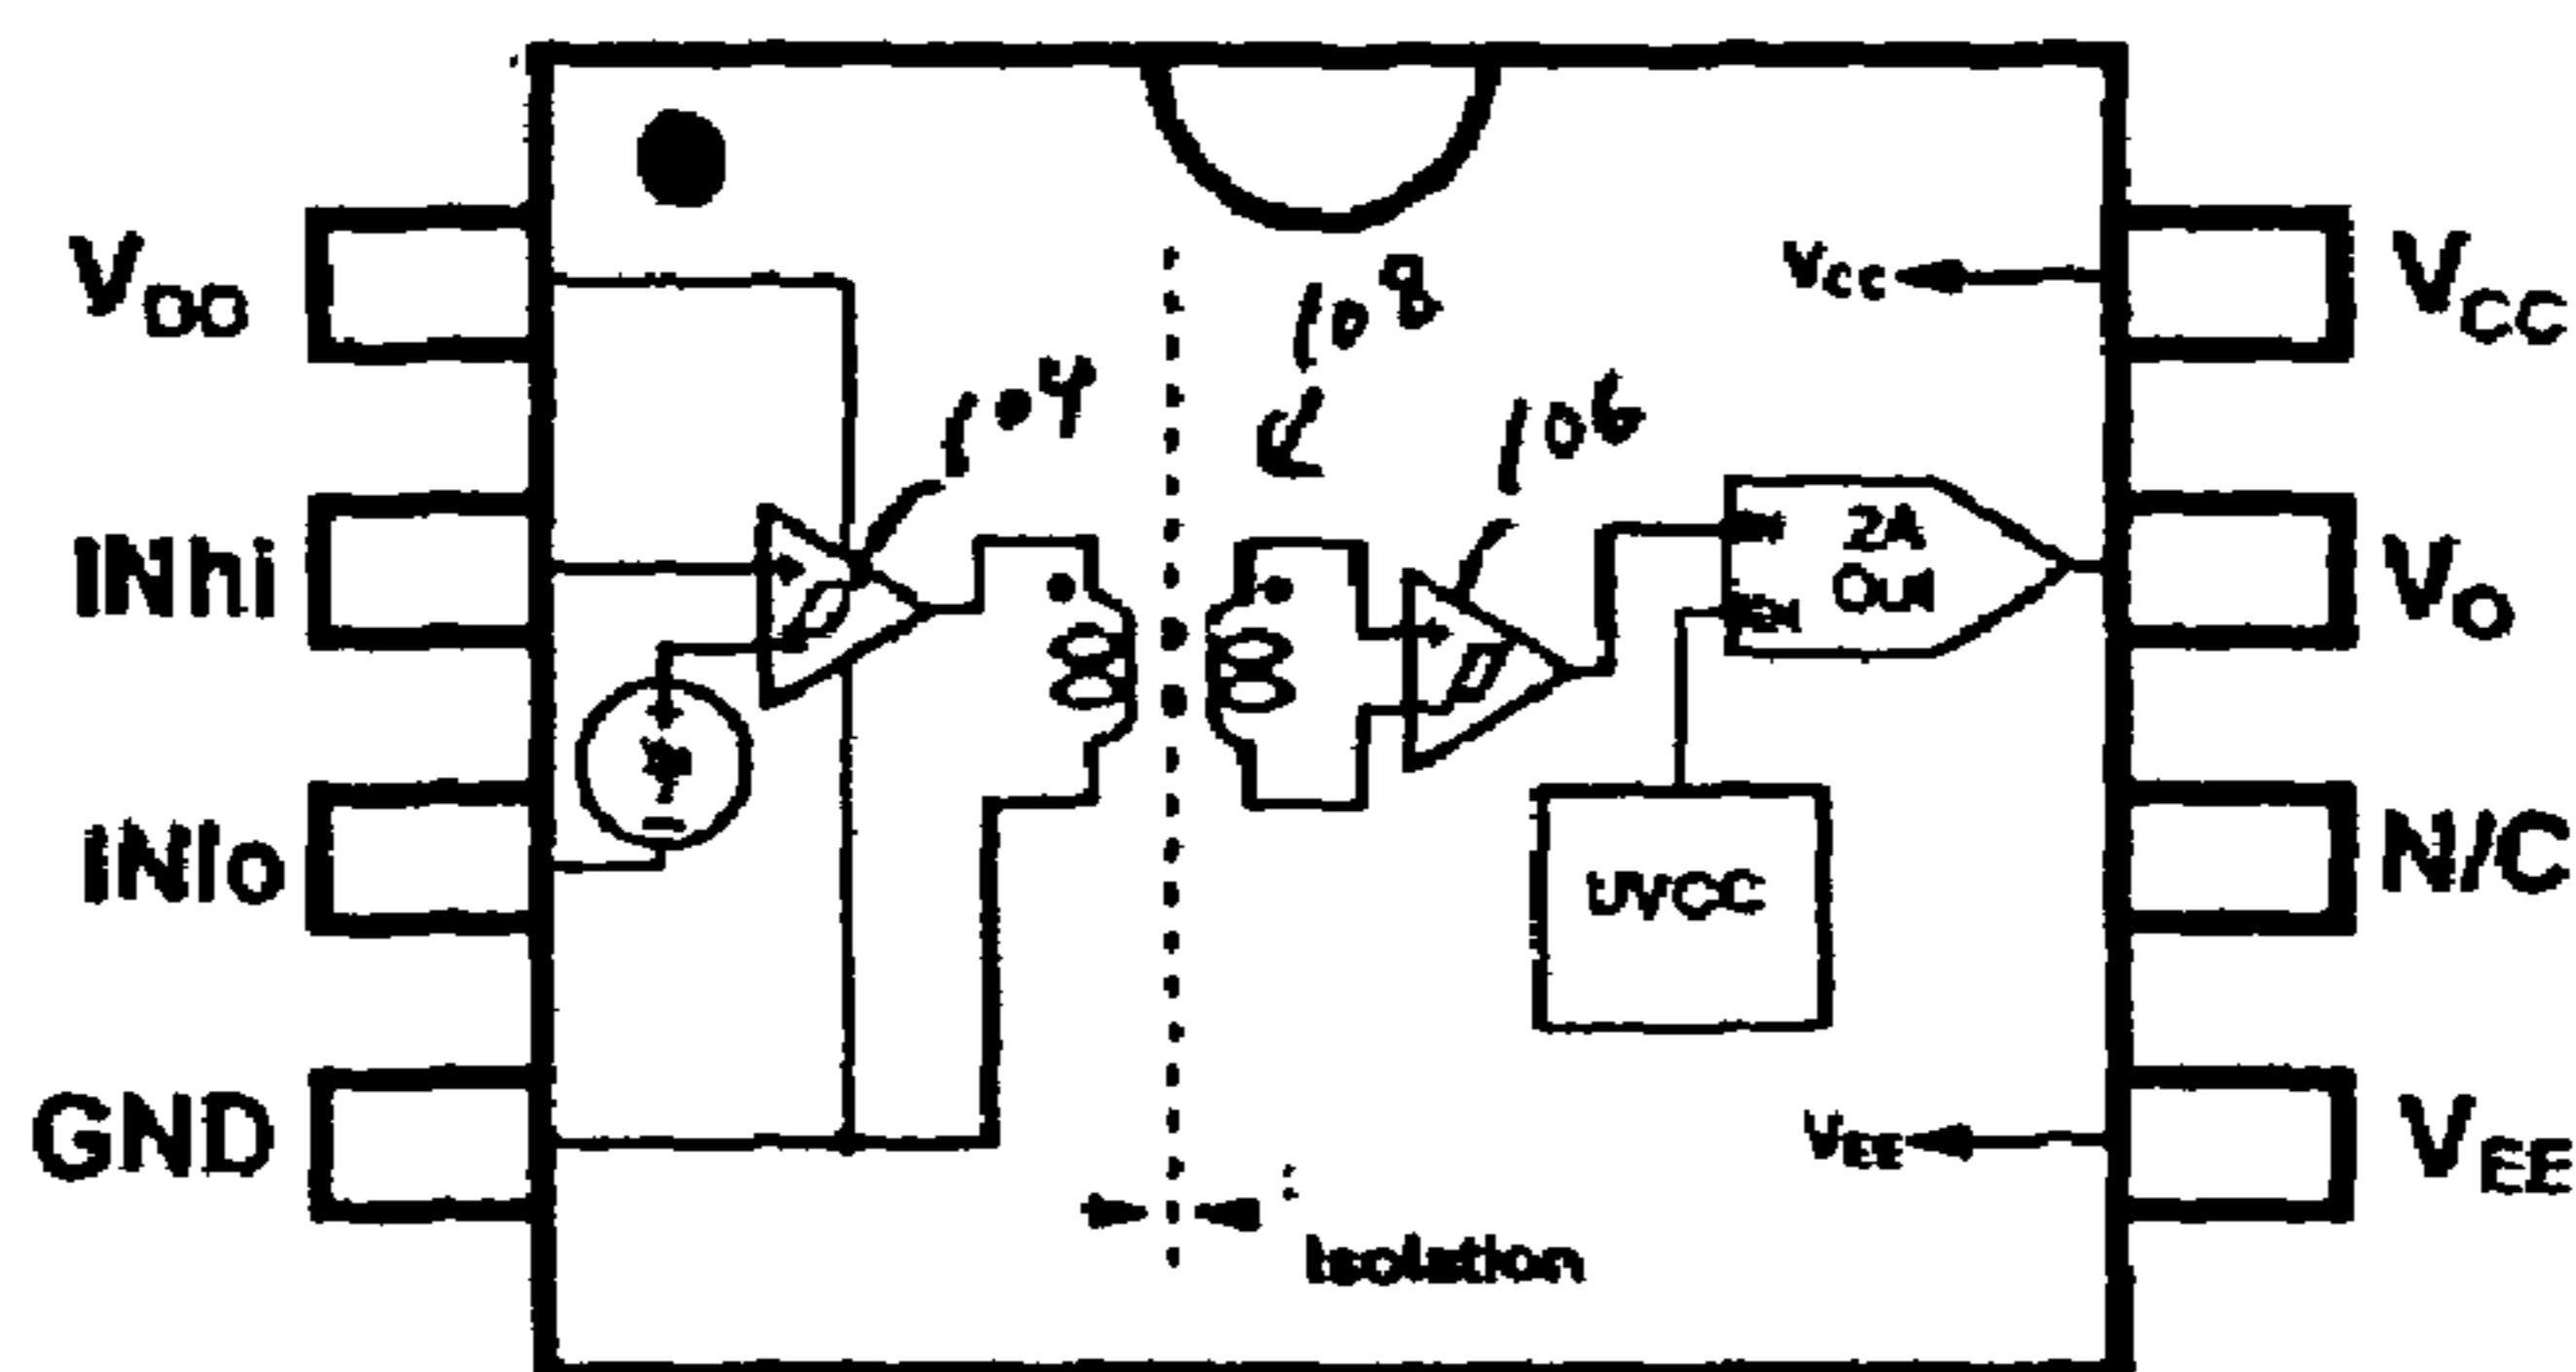 VDD
INhi
INlo
GND
104
108
106
2A
Out
UVCC
Isolation
VCC
VEE
VCC
VO
N/C
VEE